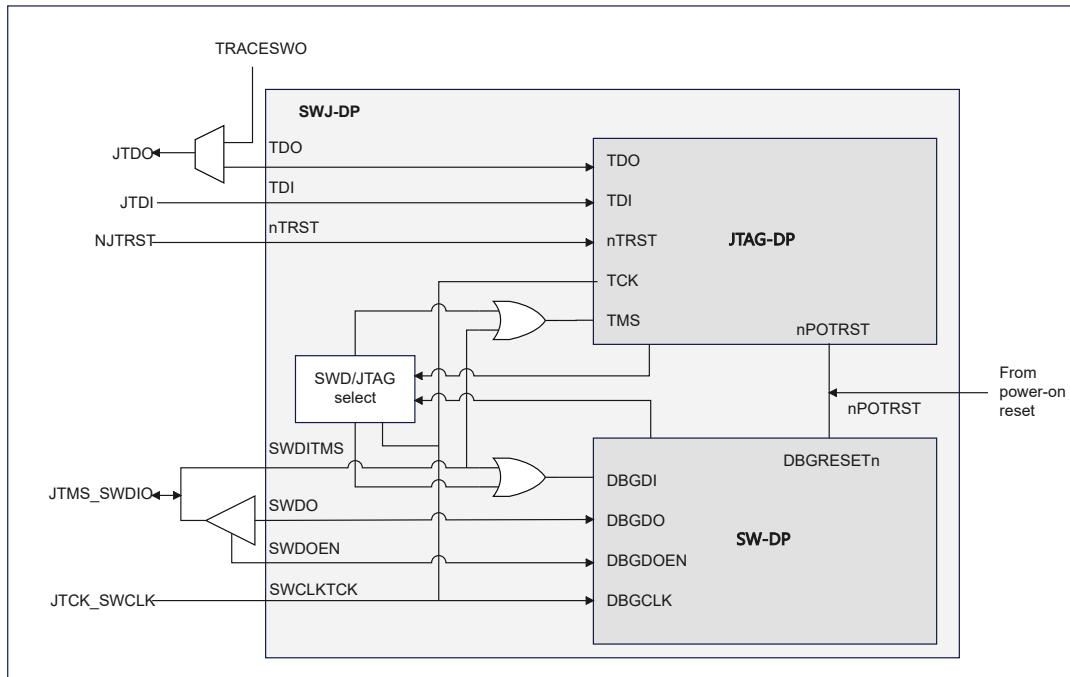 TRACESWO
SWJ-DP
JTDO
TDO
TDO
JTDI
TDI
TDI
NJTRST
nTRST
nTRST
JTAG-DP
TCK
TMS
nPOTRST
SWD/JTAG
select
From
power-on
reset
nPOTRST
SWDITMS
DBGRESETn
DBGDI
JTMS_SWDIO
SWDO
DBGDO
SW-DP
SWDOEN
DBGDOEN
JTCK_SWCLK
SWCLKTCK
DBGCLK